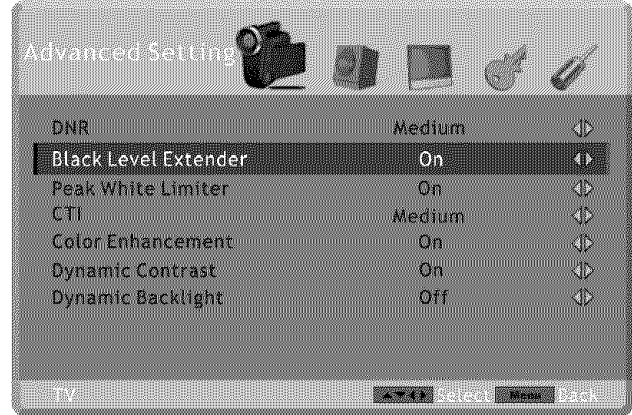 Advanced Setting
DNR Medium
Black Level Extender On
Peak White Limiter On
CTI Medium
Color Enhancement On
Dynamic Contrast On
Dynamic Backlight Off
TV Select Menu Back